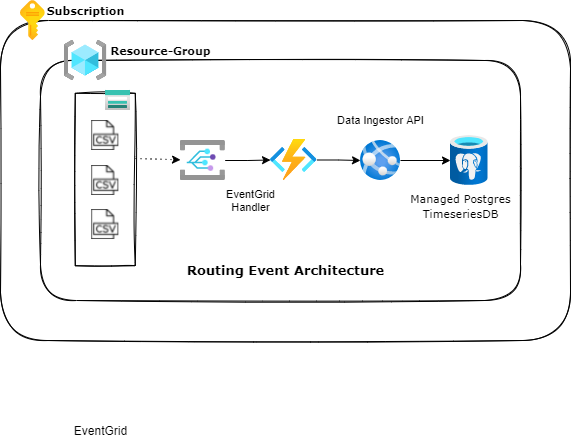 Subscription
Resource-Group
CSV
CSV
CSV
Data Ingestor API
EventGrid
Handler
Managed Postgres
TimeseriesDB
Routing Event Architecture
EventGrid